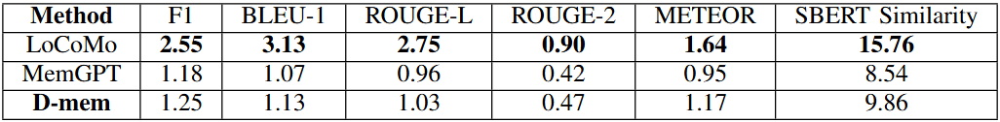 Method F1 BLEU-1 ROUGE-L ROUGE-2 METEOR SBERT Similarity
LoCoMo 2.55 3.13 2.75 0.90 1.64 15.76
MemGPT 1.18 1.07 0.96 0.42 0.95 8.54
D-mem 1.25 1.13 1.03 0.47 1.17 9.86